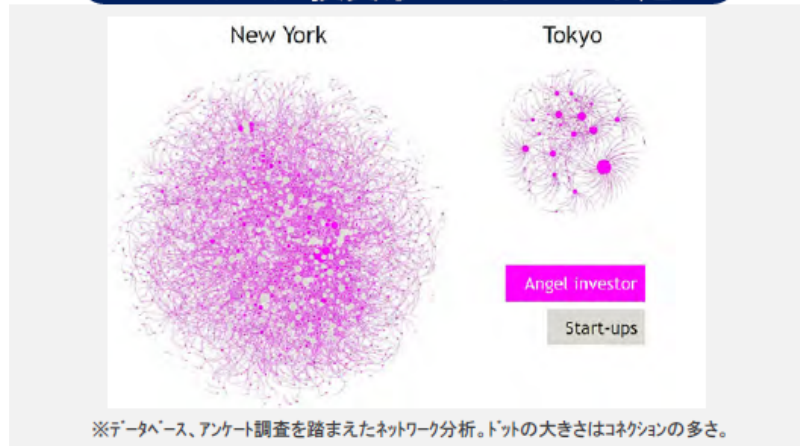 New York
Tokyo
Angel investor
Start-ups
※データベース、アンケート調査を踏まえたネットワーク分析。ドットの大きさはコネクションの多さ。